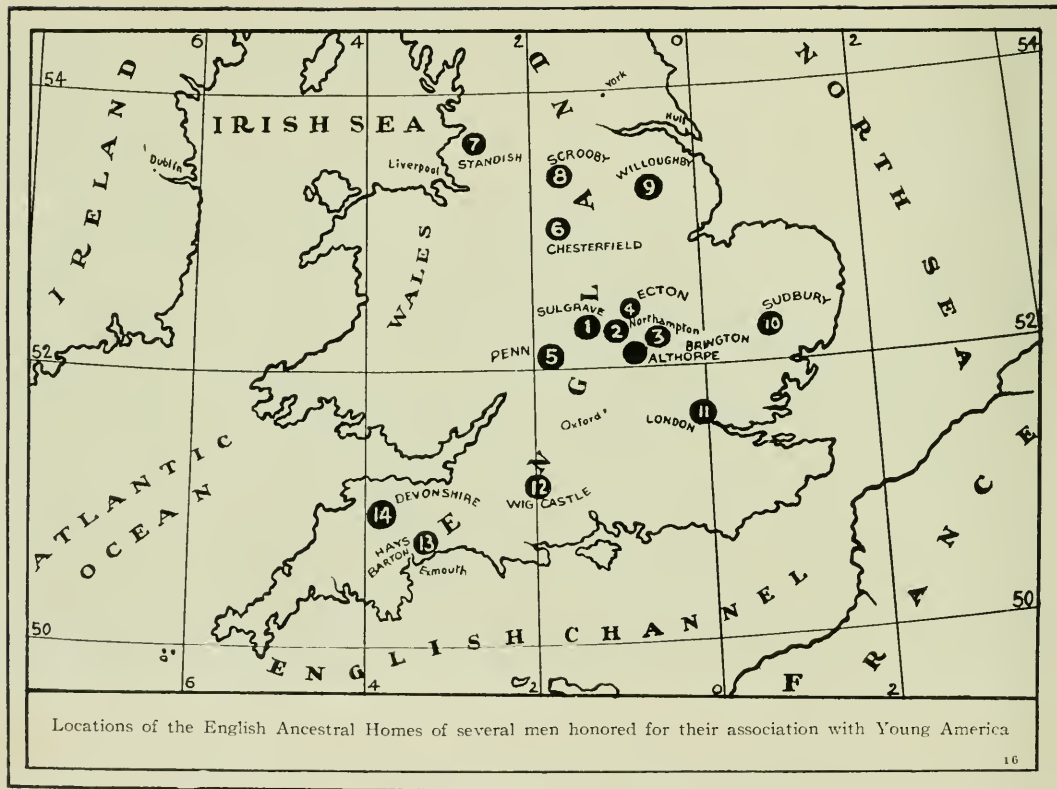 6
4
2
0
2
54
54
IRISH SEA
IRELAND
Dublin
Liverpool
7
STANDISH
York
Hull
NORTH SEA
SCROOBY
8
WILLOUGHBY
9
6
CHESTERFIELD
WALES
ENGLAND
SULGRAVE
1
4
ECTON
2
Northampton
3
BRINGTON
ALTHORPE
SUDBURY
10
PENN
5
52
52
Oxford
LONDON
11
ATLANTIC
OCEAN
12
WIG CASTLE
14
DEVONSHIRE
HAYS
BARTON
13
Exmouth
FRANCE
50
50
ENGLISH CHANNEL
6
4
2
0
2
Locations of the English Ancestral Homes of several men honored for their association with Young America
16